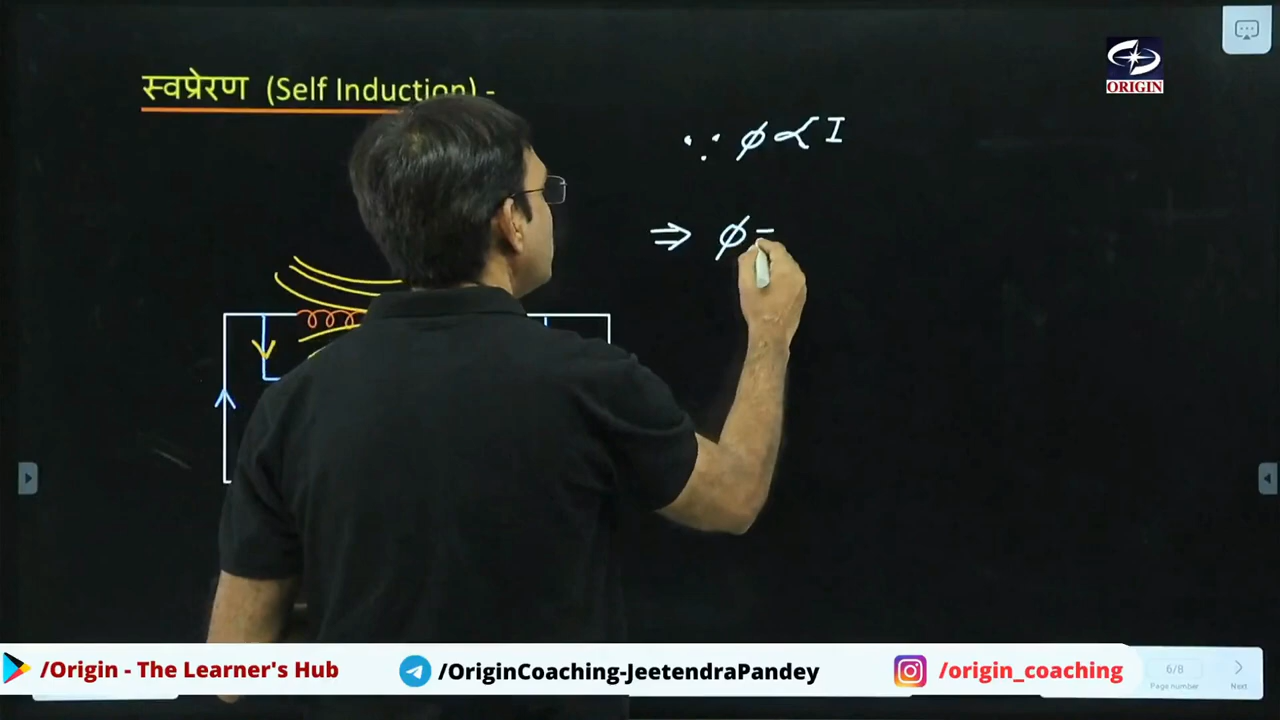 ORIGIN
स्वप्रेरण (Self Induction) -
∵ φ ∝ I
⇒ φ =
/Origin - The Learner's Hub
/OriginCoaching-JeetendraPandey
/origin_coaching
6/8
Page number
Next